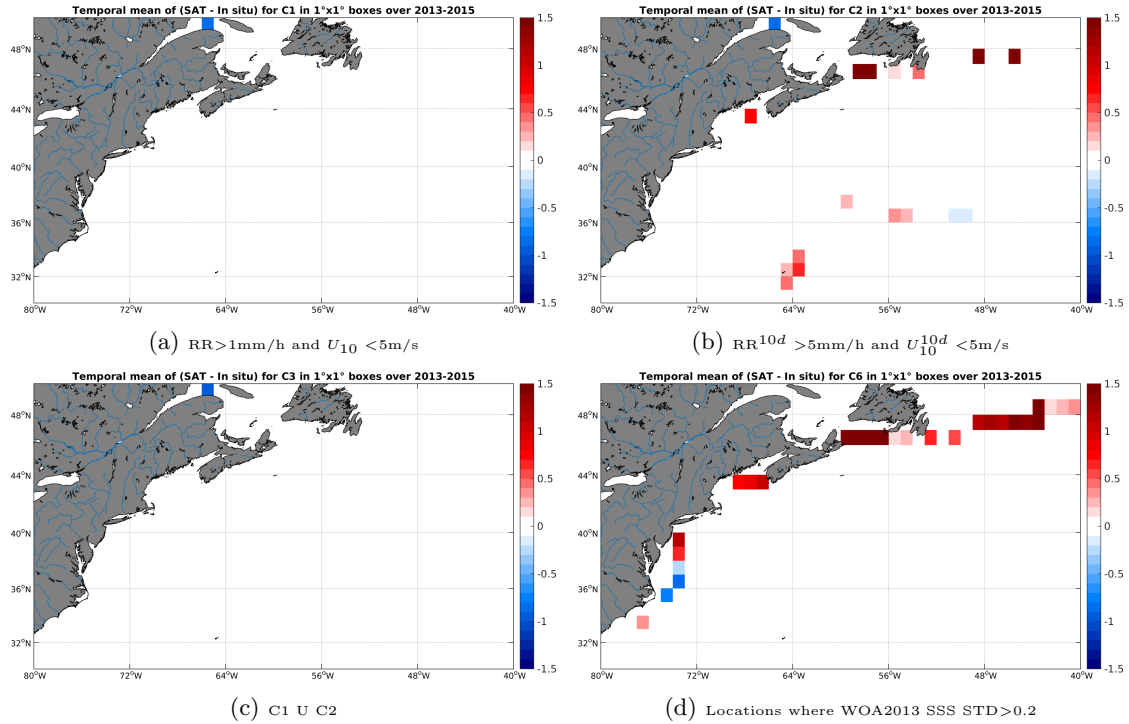 Temporal mean of (SAT - In situ) for C1 in 1°x1° boxes over 2013-2015
48°N
44°N
40°N
36°N
32°N
80°W 72°W 64°W 56°W 48°W 40°W
1.5
1
0.5
0
-0.5
-1
-1.5
(a) RR>1mm/h and U10 <5m/s
Temporal mean of (SAT - In situ) for C2 in 1°x1° boxes over 2013-2015
48°N
44°N
40°N
36°N
32°N
80°W 72°W 64°W 56°W 48°W 40°W
1.5
1
0.5
0
-0.5
-1
-1.5
(b) RR^10d >5mm/h and U10^10d <5m/s
Temporal mean of (SAT - In situ) for C3 in 1°x1° boxes over 2013-2015
48°N
44°N
40°N
36°N
32°N
80°W 72°W 64°W 56°W 48°W 40°W
1.5
1
0.5
0
-0.5
-1
-1.5
(c) C1 U C2
Temporal mean of (SAT - In situ) for C6 in 1°x1° boxes over 2013-2015
48°N
44°N
40°N
36°N
32°N
80°W 72°W 64°W 56°W 48°W 40°W
1.5
1
0.5
0
-0.5
-1
-1.5
(d) Locations where WOA2013 SSS STD>0.2